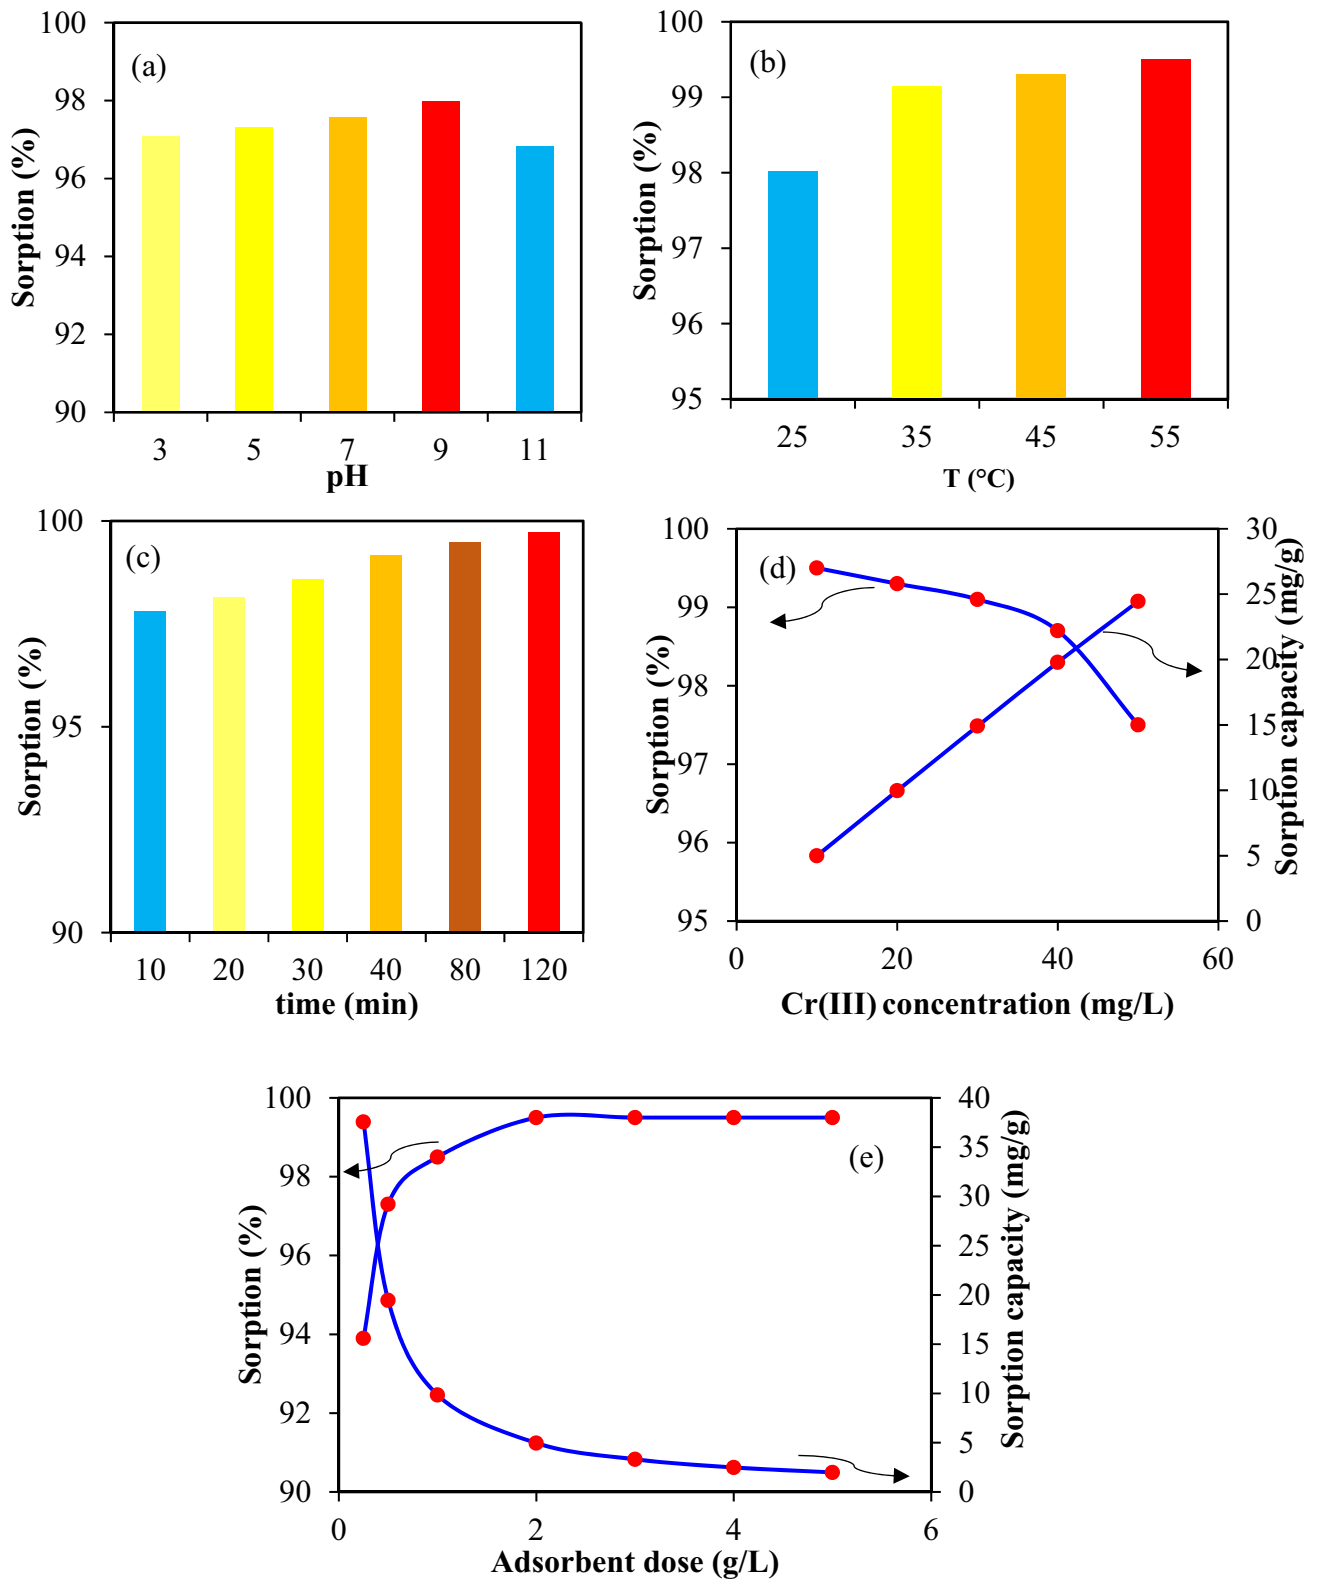 (a)
Sorption (%)
100
98
96
94
92
90
3 5 7 9 11
pH
(b)
Sorption (%)
100
99
98
97
96
95
25 35 45 55
T (°C)
(c)
Sorption (%)
100
95
90
10 20 30 40 80 120
time (min)
(d)
Sorption (%)
100
99
98
97
96
95
30
25
20
15
10
5
0
Sorption capacity (mg/g)
0 20 40 60
Cr(III) concentration (mg/L)
(e)
Sorption (%)
100
98
96
94
92
90
40
35
30
25
20
15
10
5
0
Sorption capacity (mg/g)
0 2 4 6
Adsorbent dose (g/L)